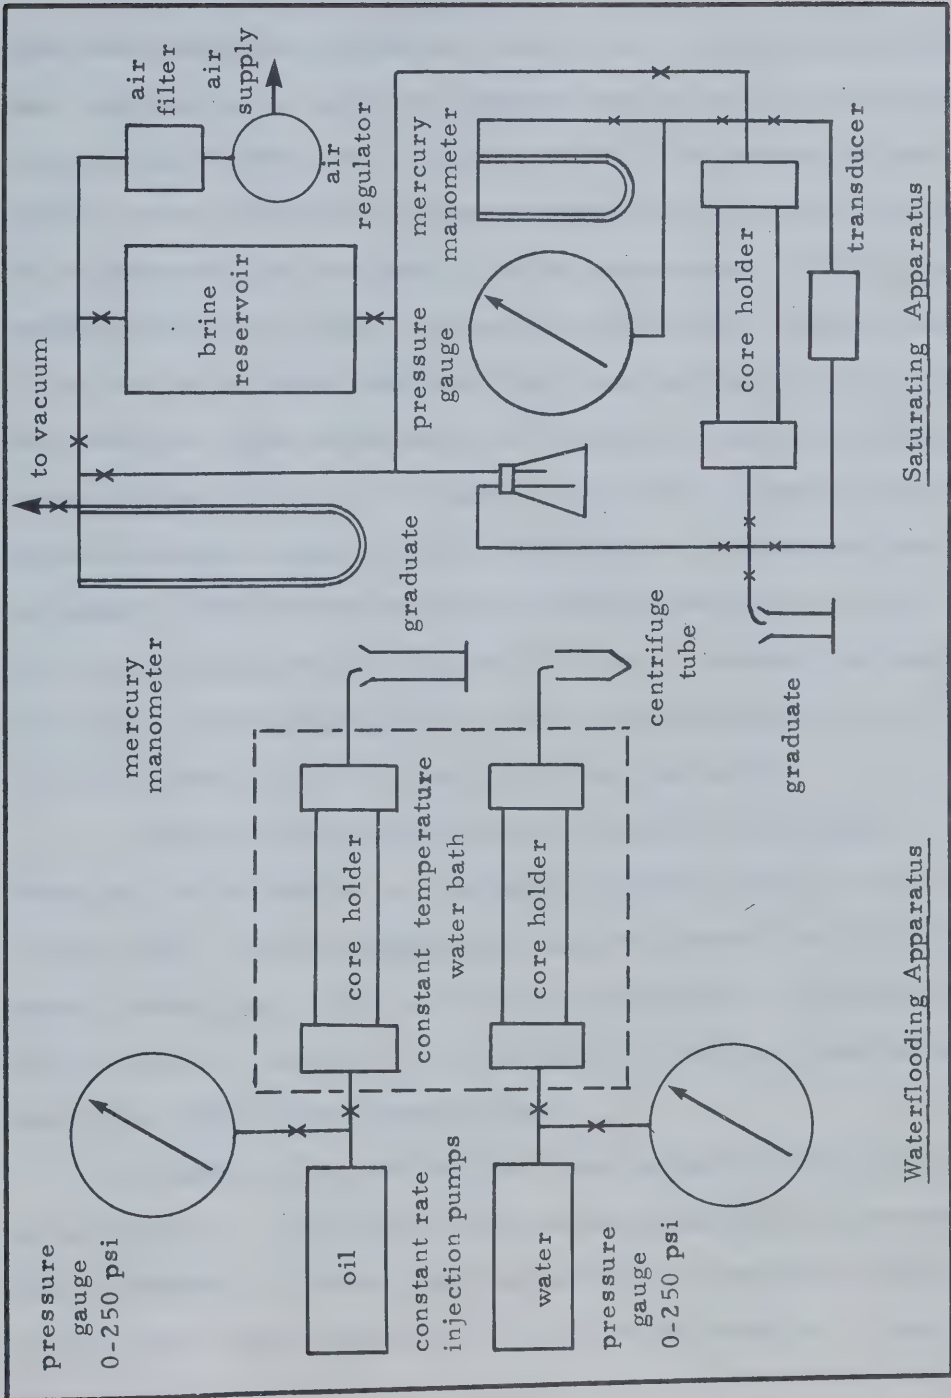 pressure
gauge
0-250 psi
oil
constant rate
injection pumps
water
pressure
gauge
0-250 psi
core holder
constant temperature
water bath
core holder
Waterflooding Apparatus
mercury
manometer
graduate
centrifuge
tube
graduate
to vacuum
brine
reservoir
air
filter
air
supply
air
regulator
pressure
gauge
mercury
manometer
core holder
transducer
Saturating Apparatus